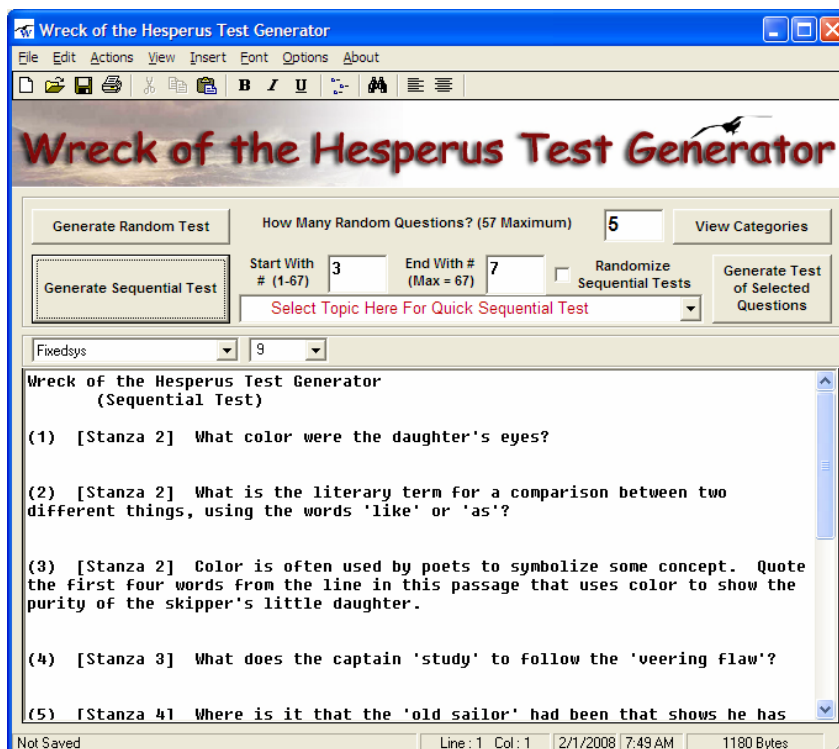 Wreck of the Hesperus Test Generator
File Edit Actions View Insert Font Options About
B I U
Wreck of the Hesperus Test Generator
Generate Random Test How Many Random Questions? (57 Maximum) 5 View Categories
Generate Sequential Test Start With # (1-67) 3 End With # (Max = 67) 7 Randomize Sequential Tests Generate Test of Selected Questions
Select Topic Here For Quick Sequential Test
Fixedsys 9
Wreck of the Hesperus Test Generator
(Sequential Test)
(1) [Stanza 2] What color were the daughter's eyes?
(2) [Stanza 2] What is the literary term for a comparison between two
different things, using the words 'like' or 'as'?
(3) [Stanza 2] Color is often used by poets to symbolize some concept. Quote
the first four words from the line in this passage that uses color to show the
purity of the skipper's little daughter.
(4) [Stanza 3] What does the captain 'study' to follow the 'veering flaw'?
(5) [Stanza 4] Where is it that the 'old sailor' had been that shows he has
Not Saved Line : 1 Col : 1 2/1/2008 7:49 AM 1180 Bytes